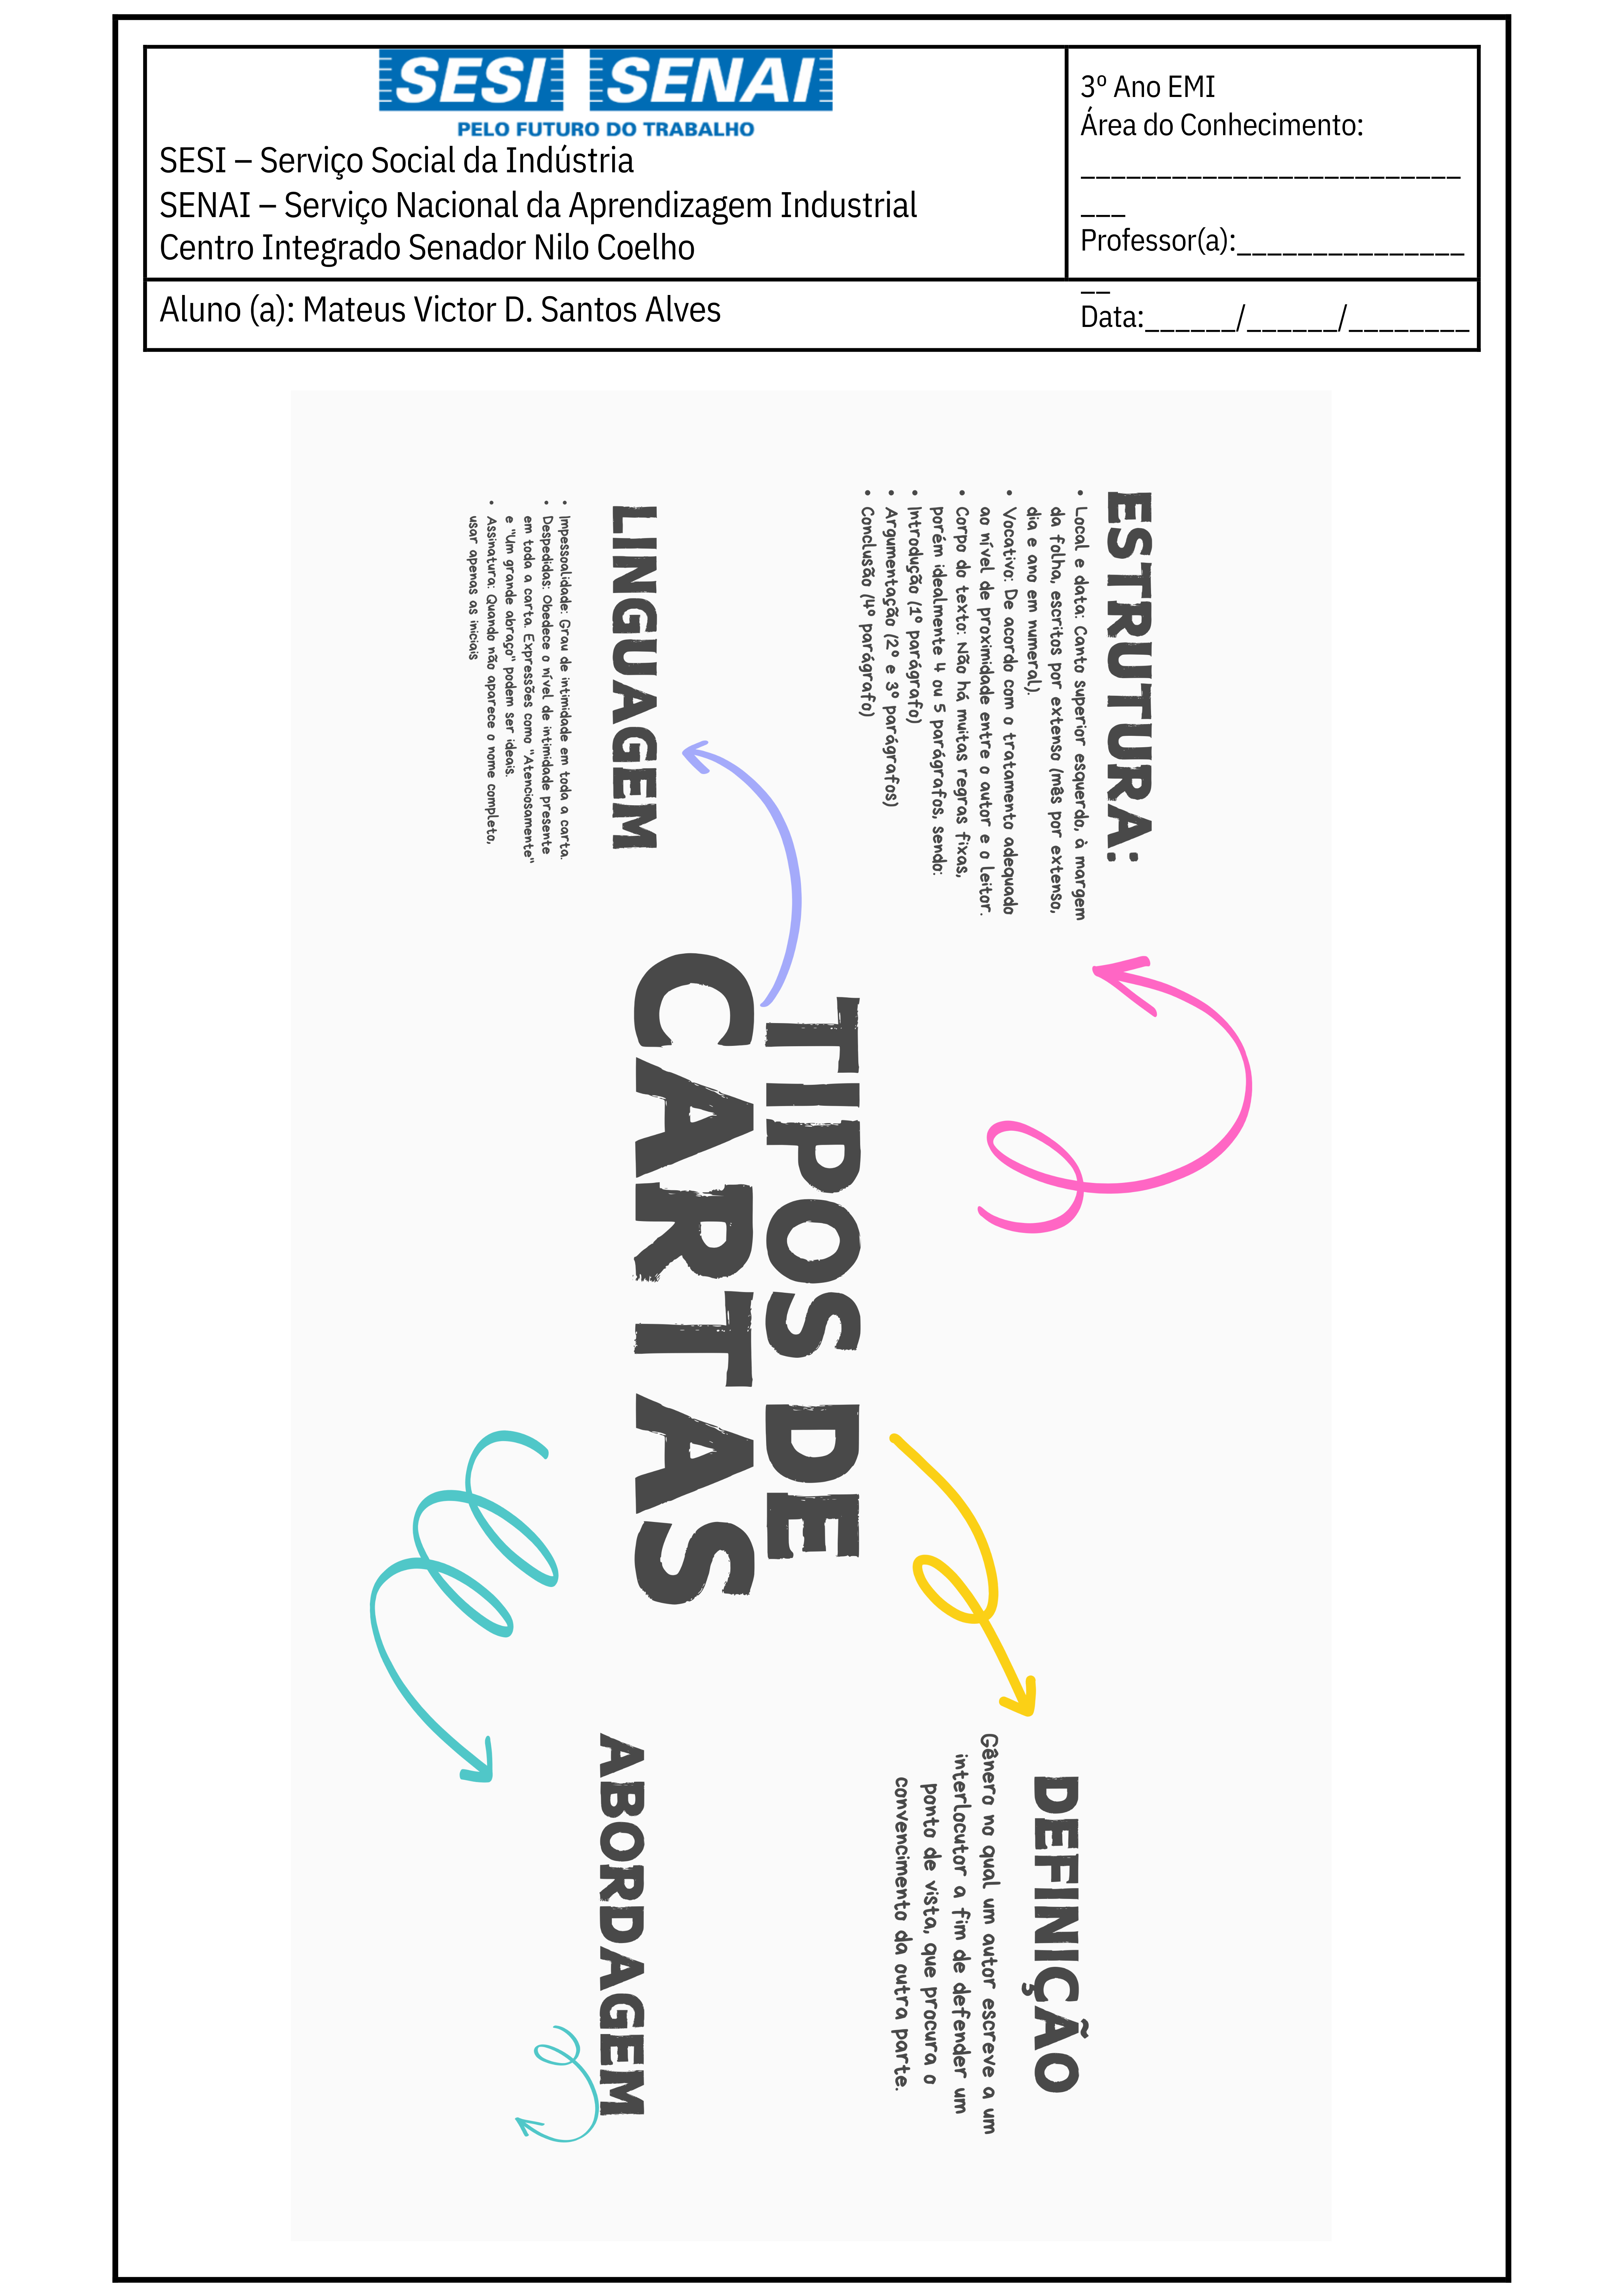 SESI SENAI
PELO FUTURO DO TRABALHO
SESI – Serviço Social da Indústria
SENAI – Serviço Nacional da Aprendizagem Industrial
Centro Integrado Senador Nilo Coelho
3º Ano EMI
Área do Conhecimento:
_________________________
___
Professor(a):_______________
__
Aluno (a): Mateus Victor D. Santos Alves
Data:______/______/________
ESTRUTURA:
• Local e data: Canto superior esquerdo, à margem
da folha, escritos por extenso (mês por extenso,
dia e ano em numeral).
• Vocativo: De acordo com o tratamento adequado
ao nível de proximidade entre o autor e o leitor.
• Corpo do texto: Não há muitas regras fixas,
porém idealmente 4 ou 5 parágrafos, sendo:
• Introdução (1º parágrafo)
• Argumentação (2º e 3º parágrafos)
• Conclusão (4º parágrafo)
DEFINIÇÃO
Gênero no qual um autor escreve a um
interlocutor a fim de defender um
ponto de vista, que procura o
convencimento da outra parte.
TIPOS DE
CARTAS
LINGUAGEM
• Impessoalidade: Grau de intimidade em toda a carta.
• Despedidas: Obedece o nível de intimidade presente
em toda a carta. Expressões como "Atenciosamente"
e "Um grande abraço" podem ser ideais.
• Assinatura: Quando não aparece o nome completo,
usar apenas as iniciais
ABORDAGEM